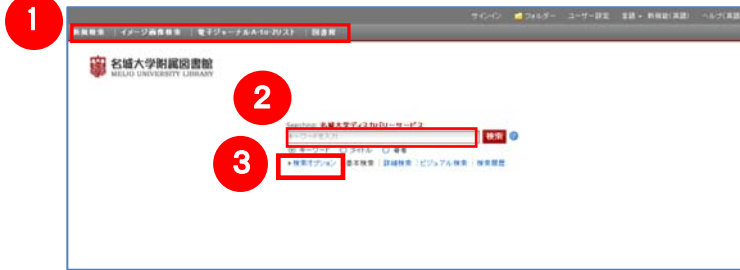 1
サインイン フォルダー ユーザー設定 言語 ヘルプ(英語)
新規検索 | イメージ画像検索 | 電子ジャーナルA-to-Zリスト | 図書館
名城大学附属図書館
MEIJO UNIVERSITY LIBRARY
2
Searching: 名城大学ディスカバリーサービス
キーワードを入力 検索
キーワード タイトル 著者
3
検索オプション 基本検索 | 詳細検索 | ビジュアル検索 | 検索履歴